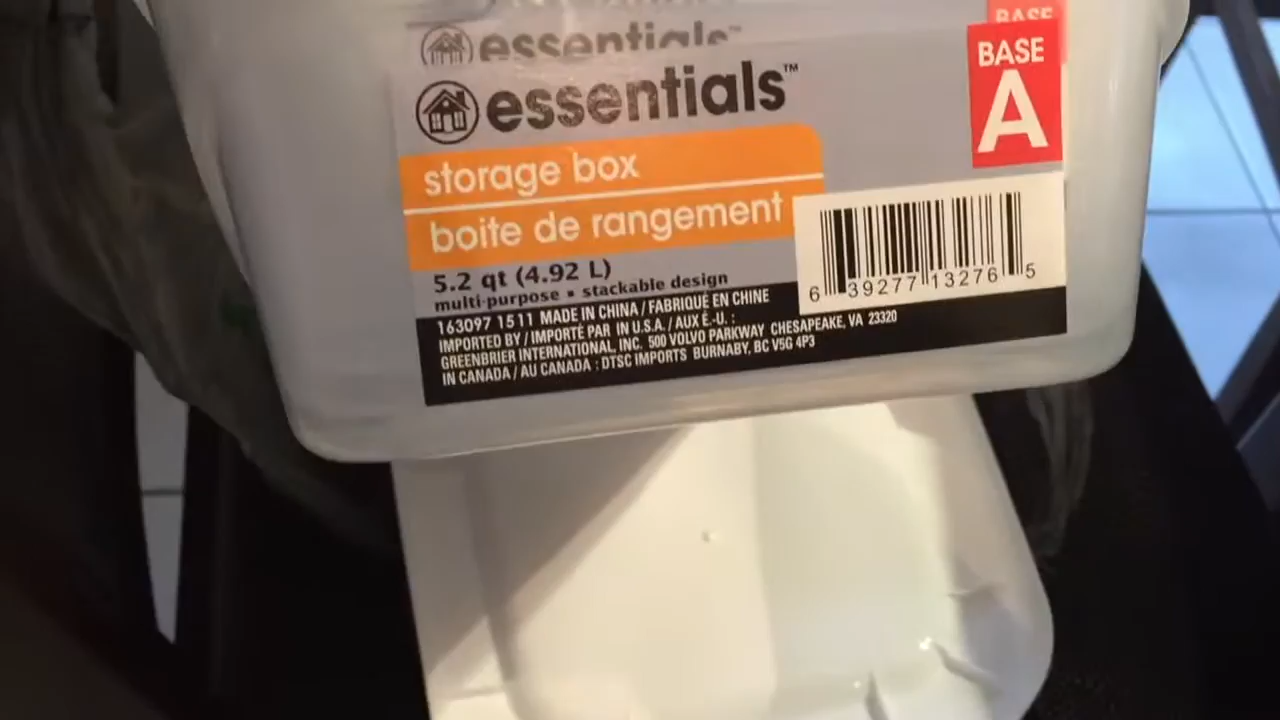 BASE
essentials™
essentials™
BASE
A
storage box
boite de rangement
5.2 qt (4.92 L)
multi-purpose ▪ stackable design
6 39277 13276 5
163097 1511 MADE IN CHINA / FABRIQUÉ EN CHINE
IMPORTED BY / IMPORTÉ PAR IN U.S.A. / AUX É.-U. :
GREENBRIER INTERNATIONAL, INC. 500 VOLVO PARKWAY CHESAPEAKE, VA 23320
IN CANADA / AU CANADA : DTSC IMPORTS BURNABY, BC V5G 4P3